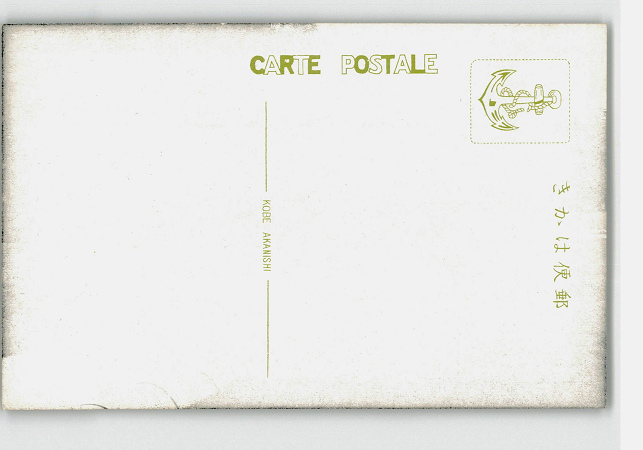 CARTE POSTALE
KOBE AKANISHI
きかは便郵